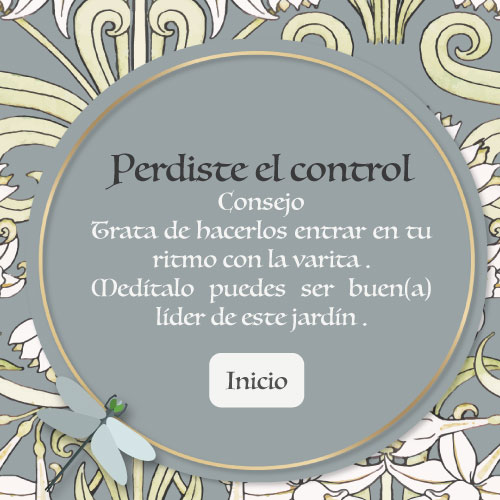 Perdiste el control
Consejo
Trata de hacerlos entrar en tu
ritmo con la varita .
Medítalo puedes ser buen(a)
líder de este jardín .
Inicio